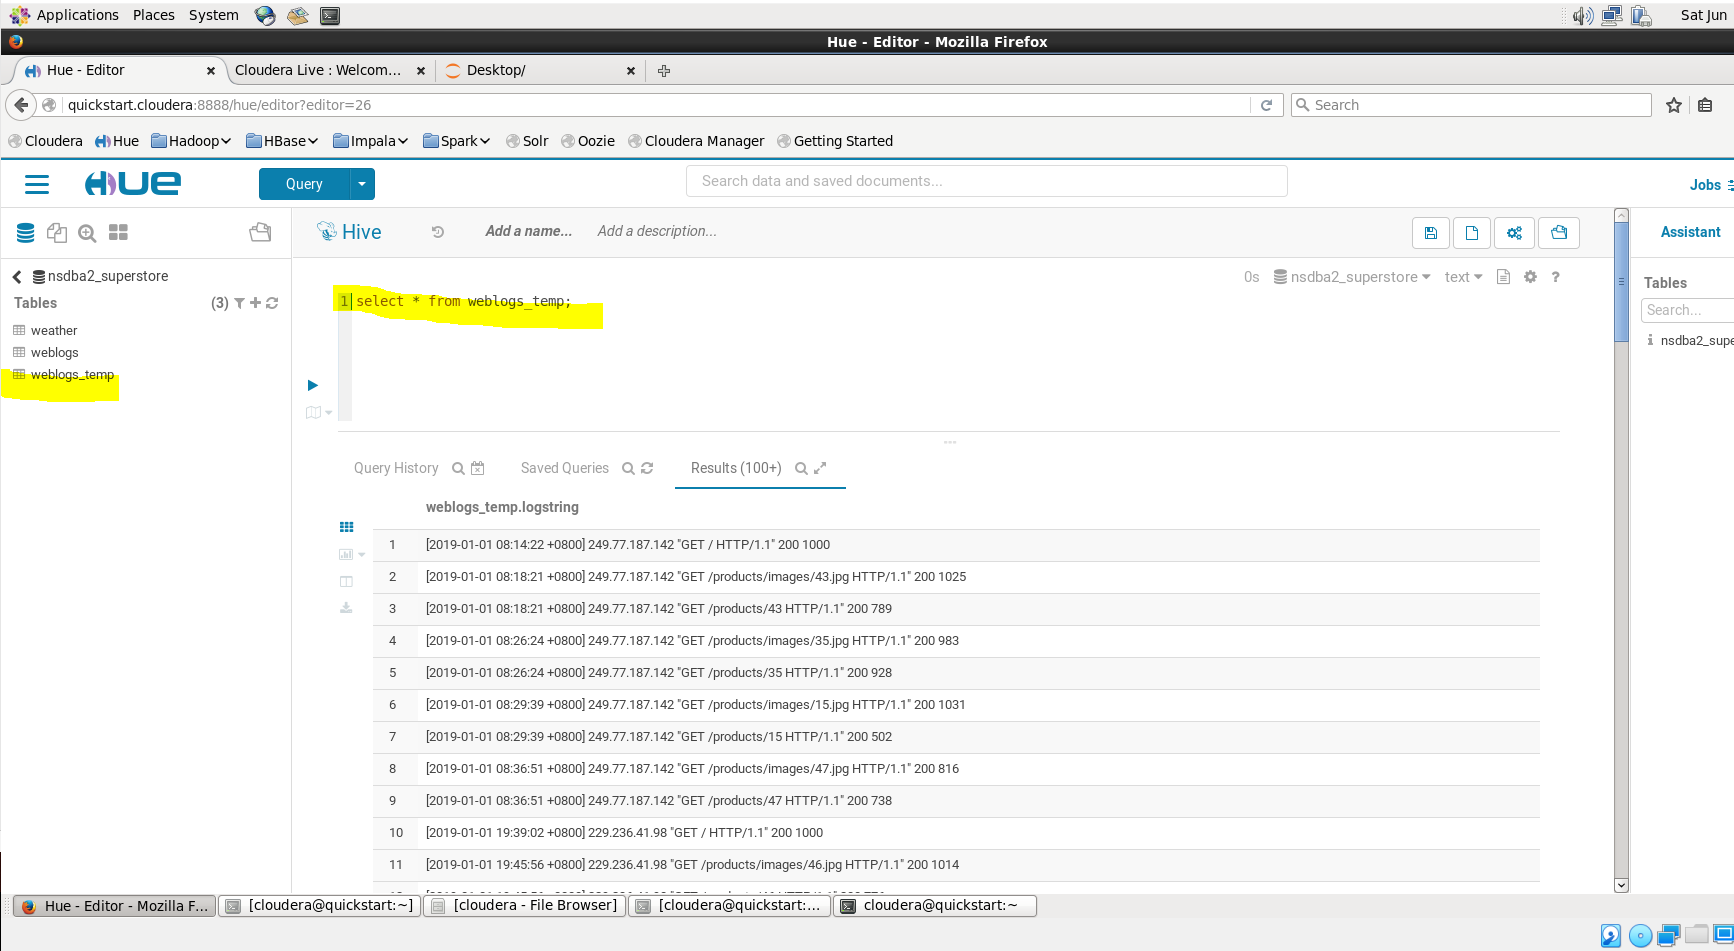 Applications Places System Sat Jun
Hue - Editor - Mozilla Firefox
Hue - Editor Cloudera Live : Welcom... Desktop/
quickstart.cloudera:8888/hue/editor?editor=26 Search
Cloudera Hue Hadoop HBase Impala Spark Solr Oozie Cloudera Manager Getting Started
HUE Query Search data and saved documents... Jobs
Hive Add a name... Add a description... Assistant
nsdba2_superstore 0s nsdba2_superstore text ?
Tables (3) Tables
1 select * from weblogs_temp;
Search...
weather
nsdba2_supe
weblogs
weblogs_temp
Query History Saved Queries Results (100+)
weblogs_temp.logstring
1 [2019-01-01 08:14:22 +0800] 249.77.187.142 "GET / HTTP/1.1" 200 1000
2 [2019-01-01 08:18:21 +0800] 249.77.187.142 "GET /products/images/43.jpg HTTP/1.1" 200 1025
3 [2019-01-01 08:18:21 +0800] 249.77.187.142 "GET /products/43 HTTP/1.1" 200 789
4 [2019-01-01 08:26:24 +0800] 249.77.187.142 "GET /products/images/35.jpg HTTP/1.1" 200 983
5 [2019-01-01 08:26:24 +0800] 249.77.187.142 "GET /products/35 HTTP/1.1" 200 928
6 [2019-01-01 08:29:39 +0800] 249.77.187.142 "GET /products/images/15.jpg HTTP/1.1" 200 1031
7 [2019-01-01 08:29:39 +0800] 249.77.187.142 "GET /products/15 HTTP/1.1" 200 502
8 [2019-01-01 08:36:51 +0800] 249.77.187.142 "GET /products/images/47.jpg HTTP/1.1" 200 816
9 [2019-01-01 08:36:51 +0800] 249.77.187.142 "GET /products/47 HTTP/1.1" 200 738
10 [2019-01-01 19:39:02 +0800] 229.236.41.98 "GET / HTTP/1.1" 200 1000
11 [2019-01-01 19:45:56 +0800] 229.236.41.98 "GET /products/images/46.jpg HTTP/1.1" 200 1014
Hue - Editor - Mozilla F... [cloudera@quickstart:~] [cloudera - File Browser] [cloudera@quickstart:... cloudera@quickstart:~